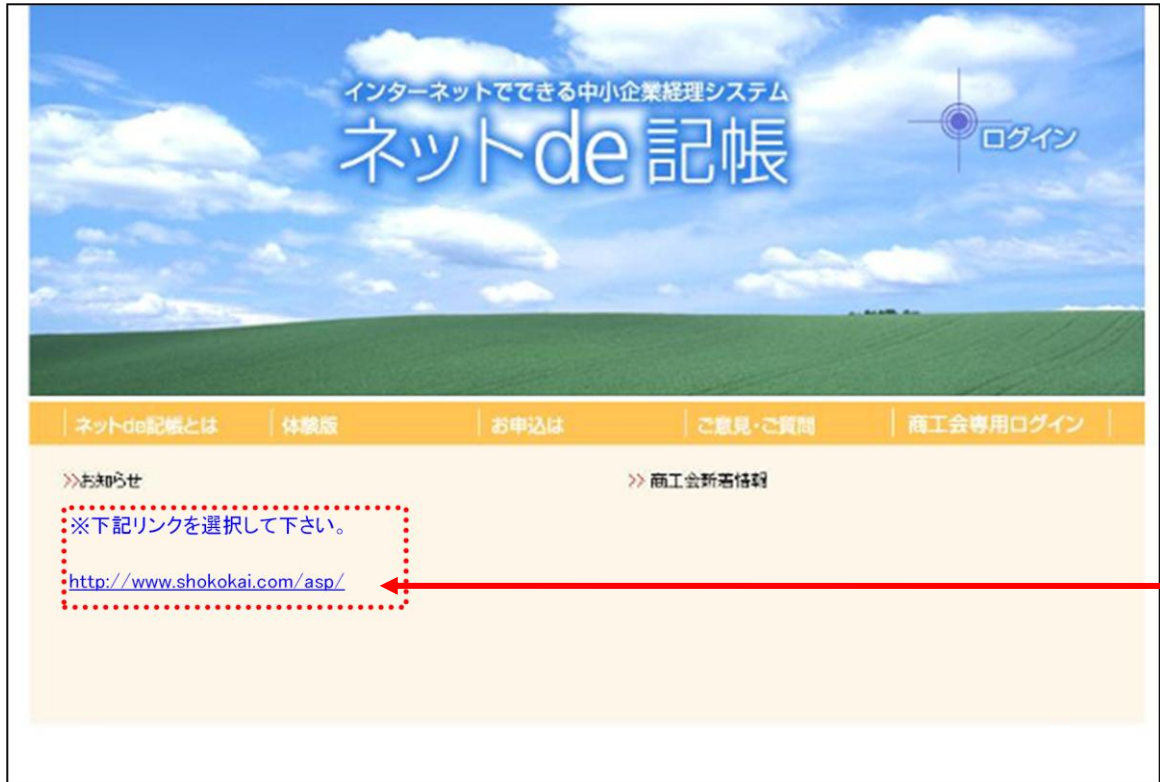 インターネットでできる中小企業経理システム
ネットde記帳
ログイン
ネットde記帳とは
体験版
お申込は
ご意見・ご質問
商工会専用ログイン
>>お知らせ
>> 商工会新着情報
※下記リンクを選択して下さい。
http://www.shokokai.com/asp/